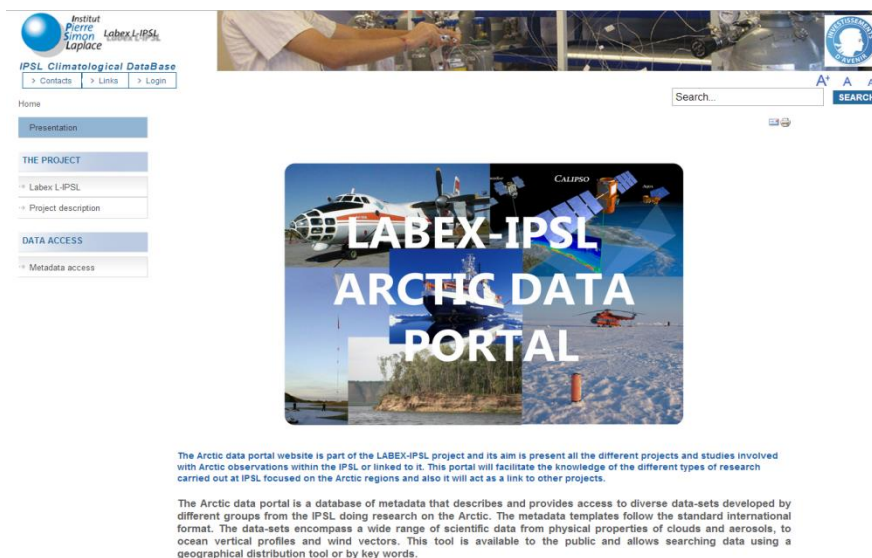 Institut
Pierre
Simon
Laplace
Labex L-IPSL
IPSL Climatological DataBase
> Contacts > Links > Login
INVESTISSEMENTS D'AVENIR
A+ A A
Search... SEARCH
Home
Presentation
THE PROJECT
Labex L-IPSL
Project description
DATA ACCESS
Metadata access
CALIPSO
LABEX-IPSL
ARCTIC DATA
PORTAL
The Arctic data portal website is part of the LABEX-IPSL project and its aim is present all the different projects and studies involved
with Arctic observations within the IPSL or linked to it. This portal will facilitate the knowledge of the different types of research
carried out at IPSL focused on the Arctic regions and also it will act as a link to other projects.
The Arctic data portal is a database of metadata that describes and provides access to diverse data-sets developed by
different groups from the IPSL doing research on the Arctic. The metadata templates follow the standard international
format. The data-sets encompass a wide range of scientific data from physical properties of clouds and aerosols, to
ocean vertical profiles and wind vectors. This tool is available to the public and allows searching data using a
geographical distribution tool or by key words.